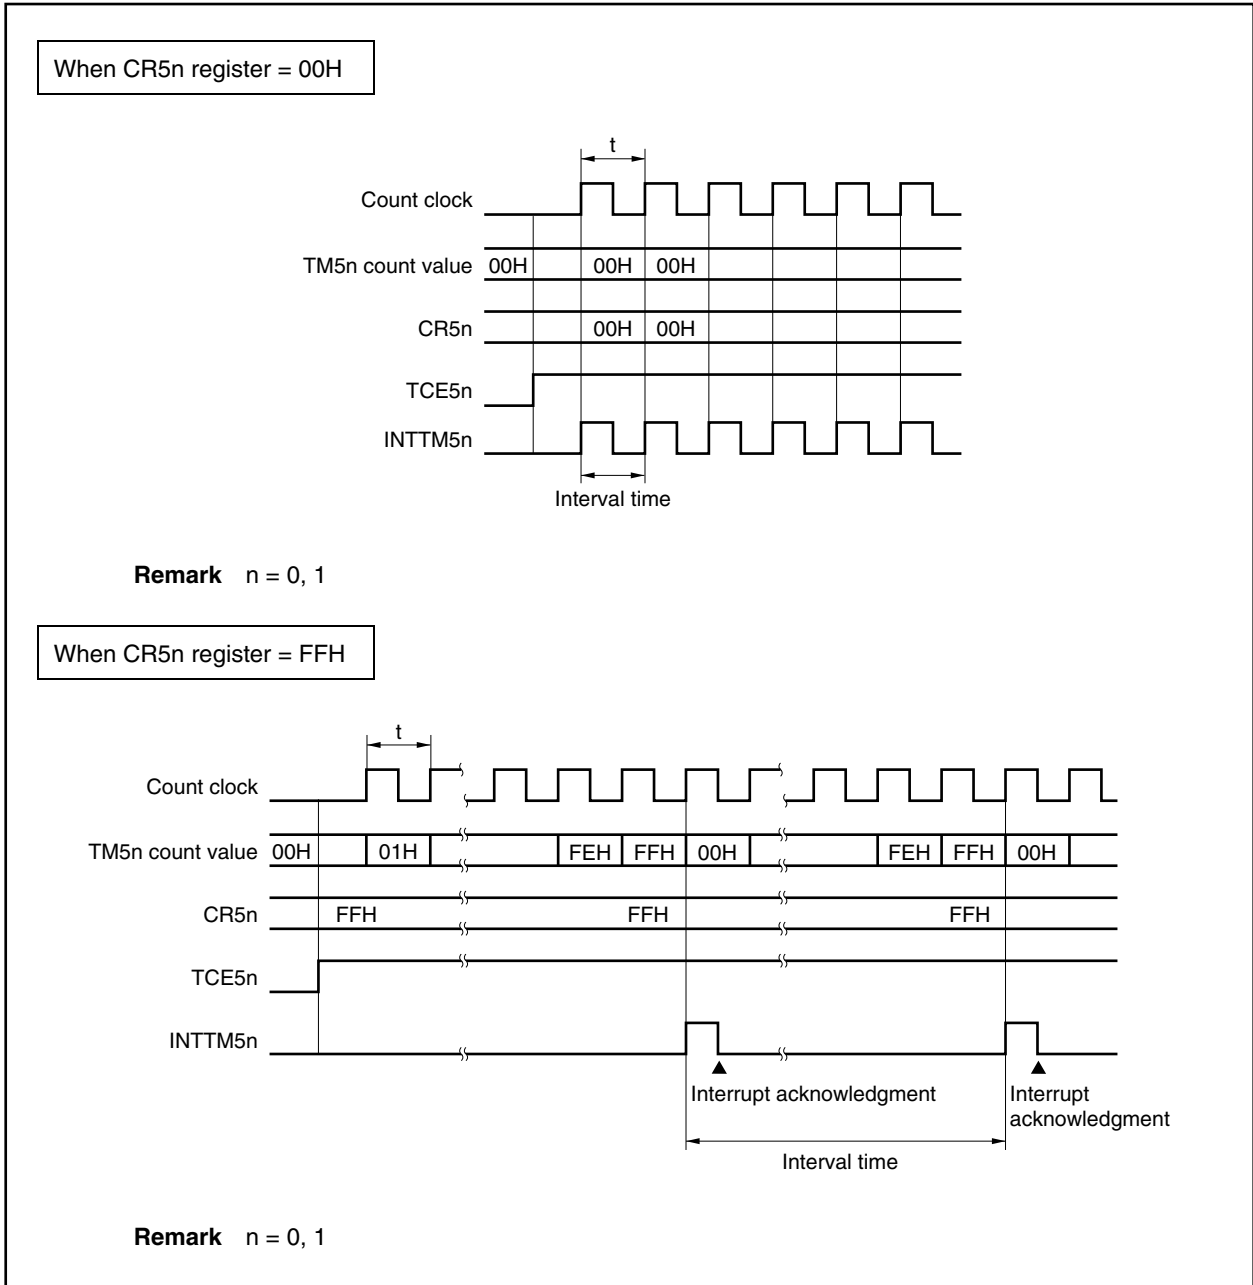 When CR5n register = 00H
t
Count clock
TM5n count value 00H 00H 00H
CR5n 00H 00H
TCE5n
INTTM5n
Interval time
Remark n = 0, 1
When CR5n register = FFH
t
Count clock
TM5n count value 00H 01H FEH FFH 00H FEH FFH 00H
CR5n FFH FFH FFH
TCE5n
INTTM5n
Interrupt acknowledgment Interrupt
acknowledgment
Interval time
Remark n = 0, 1